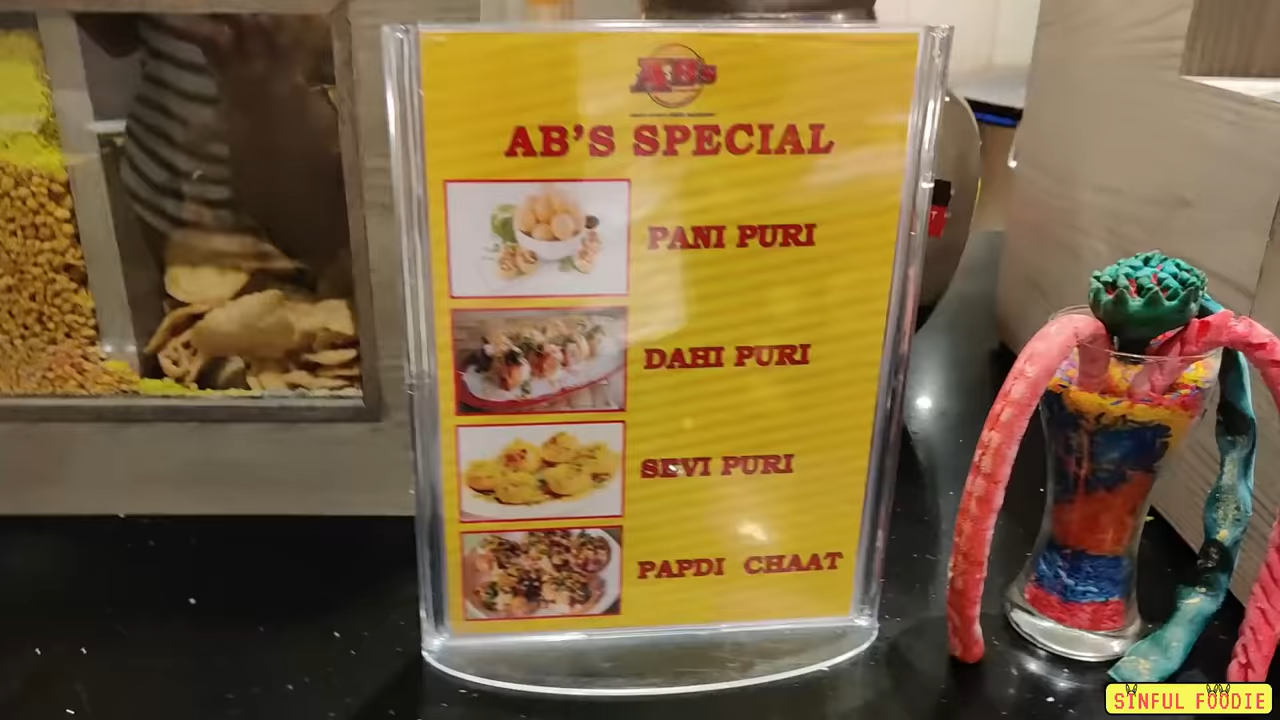 ABs
AB'S SPECIAL
PANI PURI
DAHI PURI
SEVI PURI
PAPDI CHAAT
SINFUL FOODIE